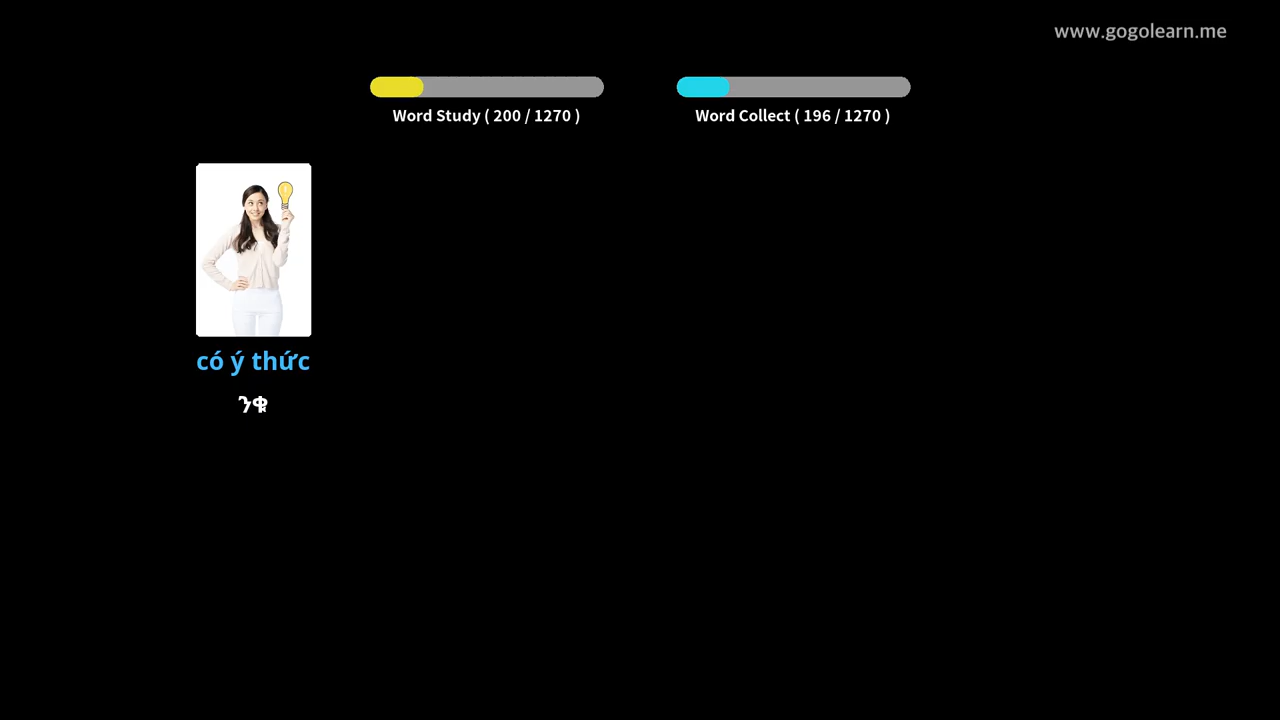 www.gogolearn.me
Word Study ( 200 / 1270 )
Word Collect ( 196 / 1270 )
có ý thức
ንቁ